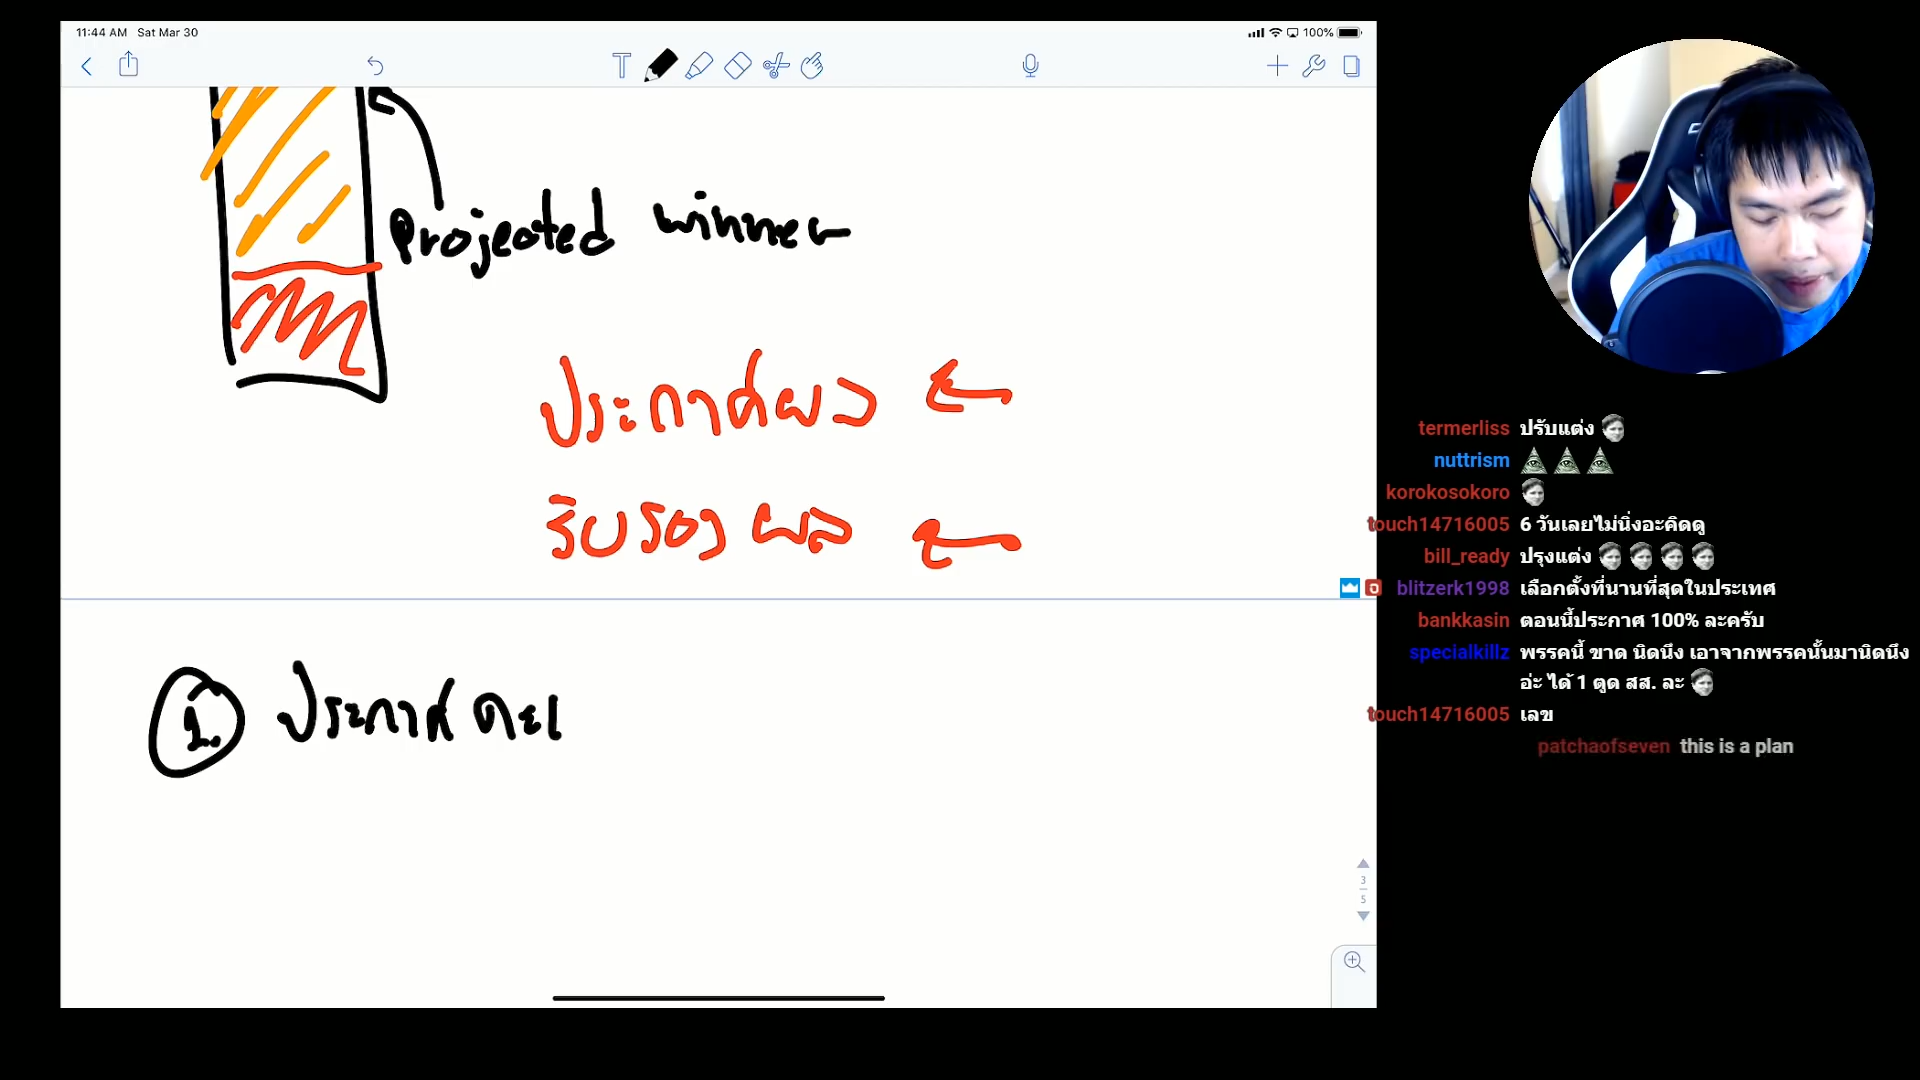 11:44 AM Sat Mar 30
100%
T
Projected winner
ประกาศผล
รับรองผล
3
5
1. ประกาศ คะแ
termerliss ปรับแต่ง
nuttrism
korokosokoro
touch14716005 6 วันเลยไม่นิ่งอะคิดดู
bill_ready ปรุงแต่ง
blitzerk1998 เลือกตั้งที่นานที่สุดในประเทศ
bankkasin ตอนนี้ประกาศ 100% ละครับ
specialkillz พรรคนี้ ขาด นิดนึง เอาจากพรรคนั้นมานิดนึง
อ่ะ ได้ 1 ตูด สส. ละ
touch14716005 เลข
patchaofseven this is a plan